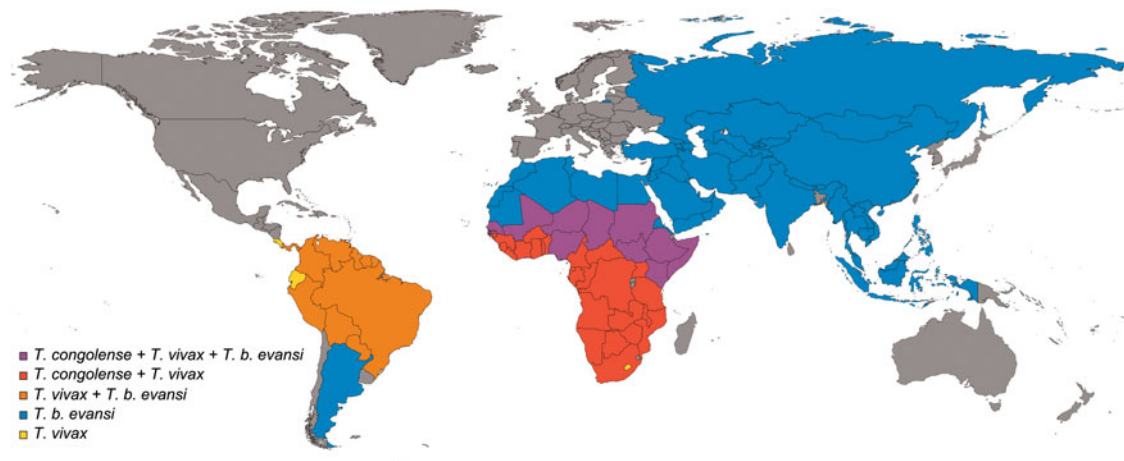 T. congolense + T. vivax + T. b. evansi
T. congolense + T. vivax
T. vivax + T. b. evansi
T. b. evansi
T. vivax